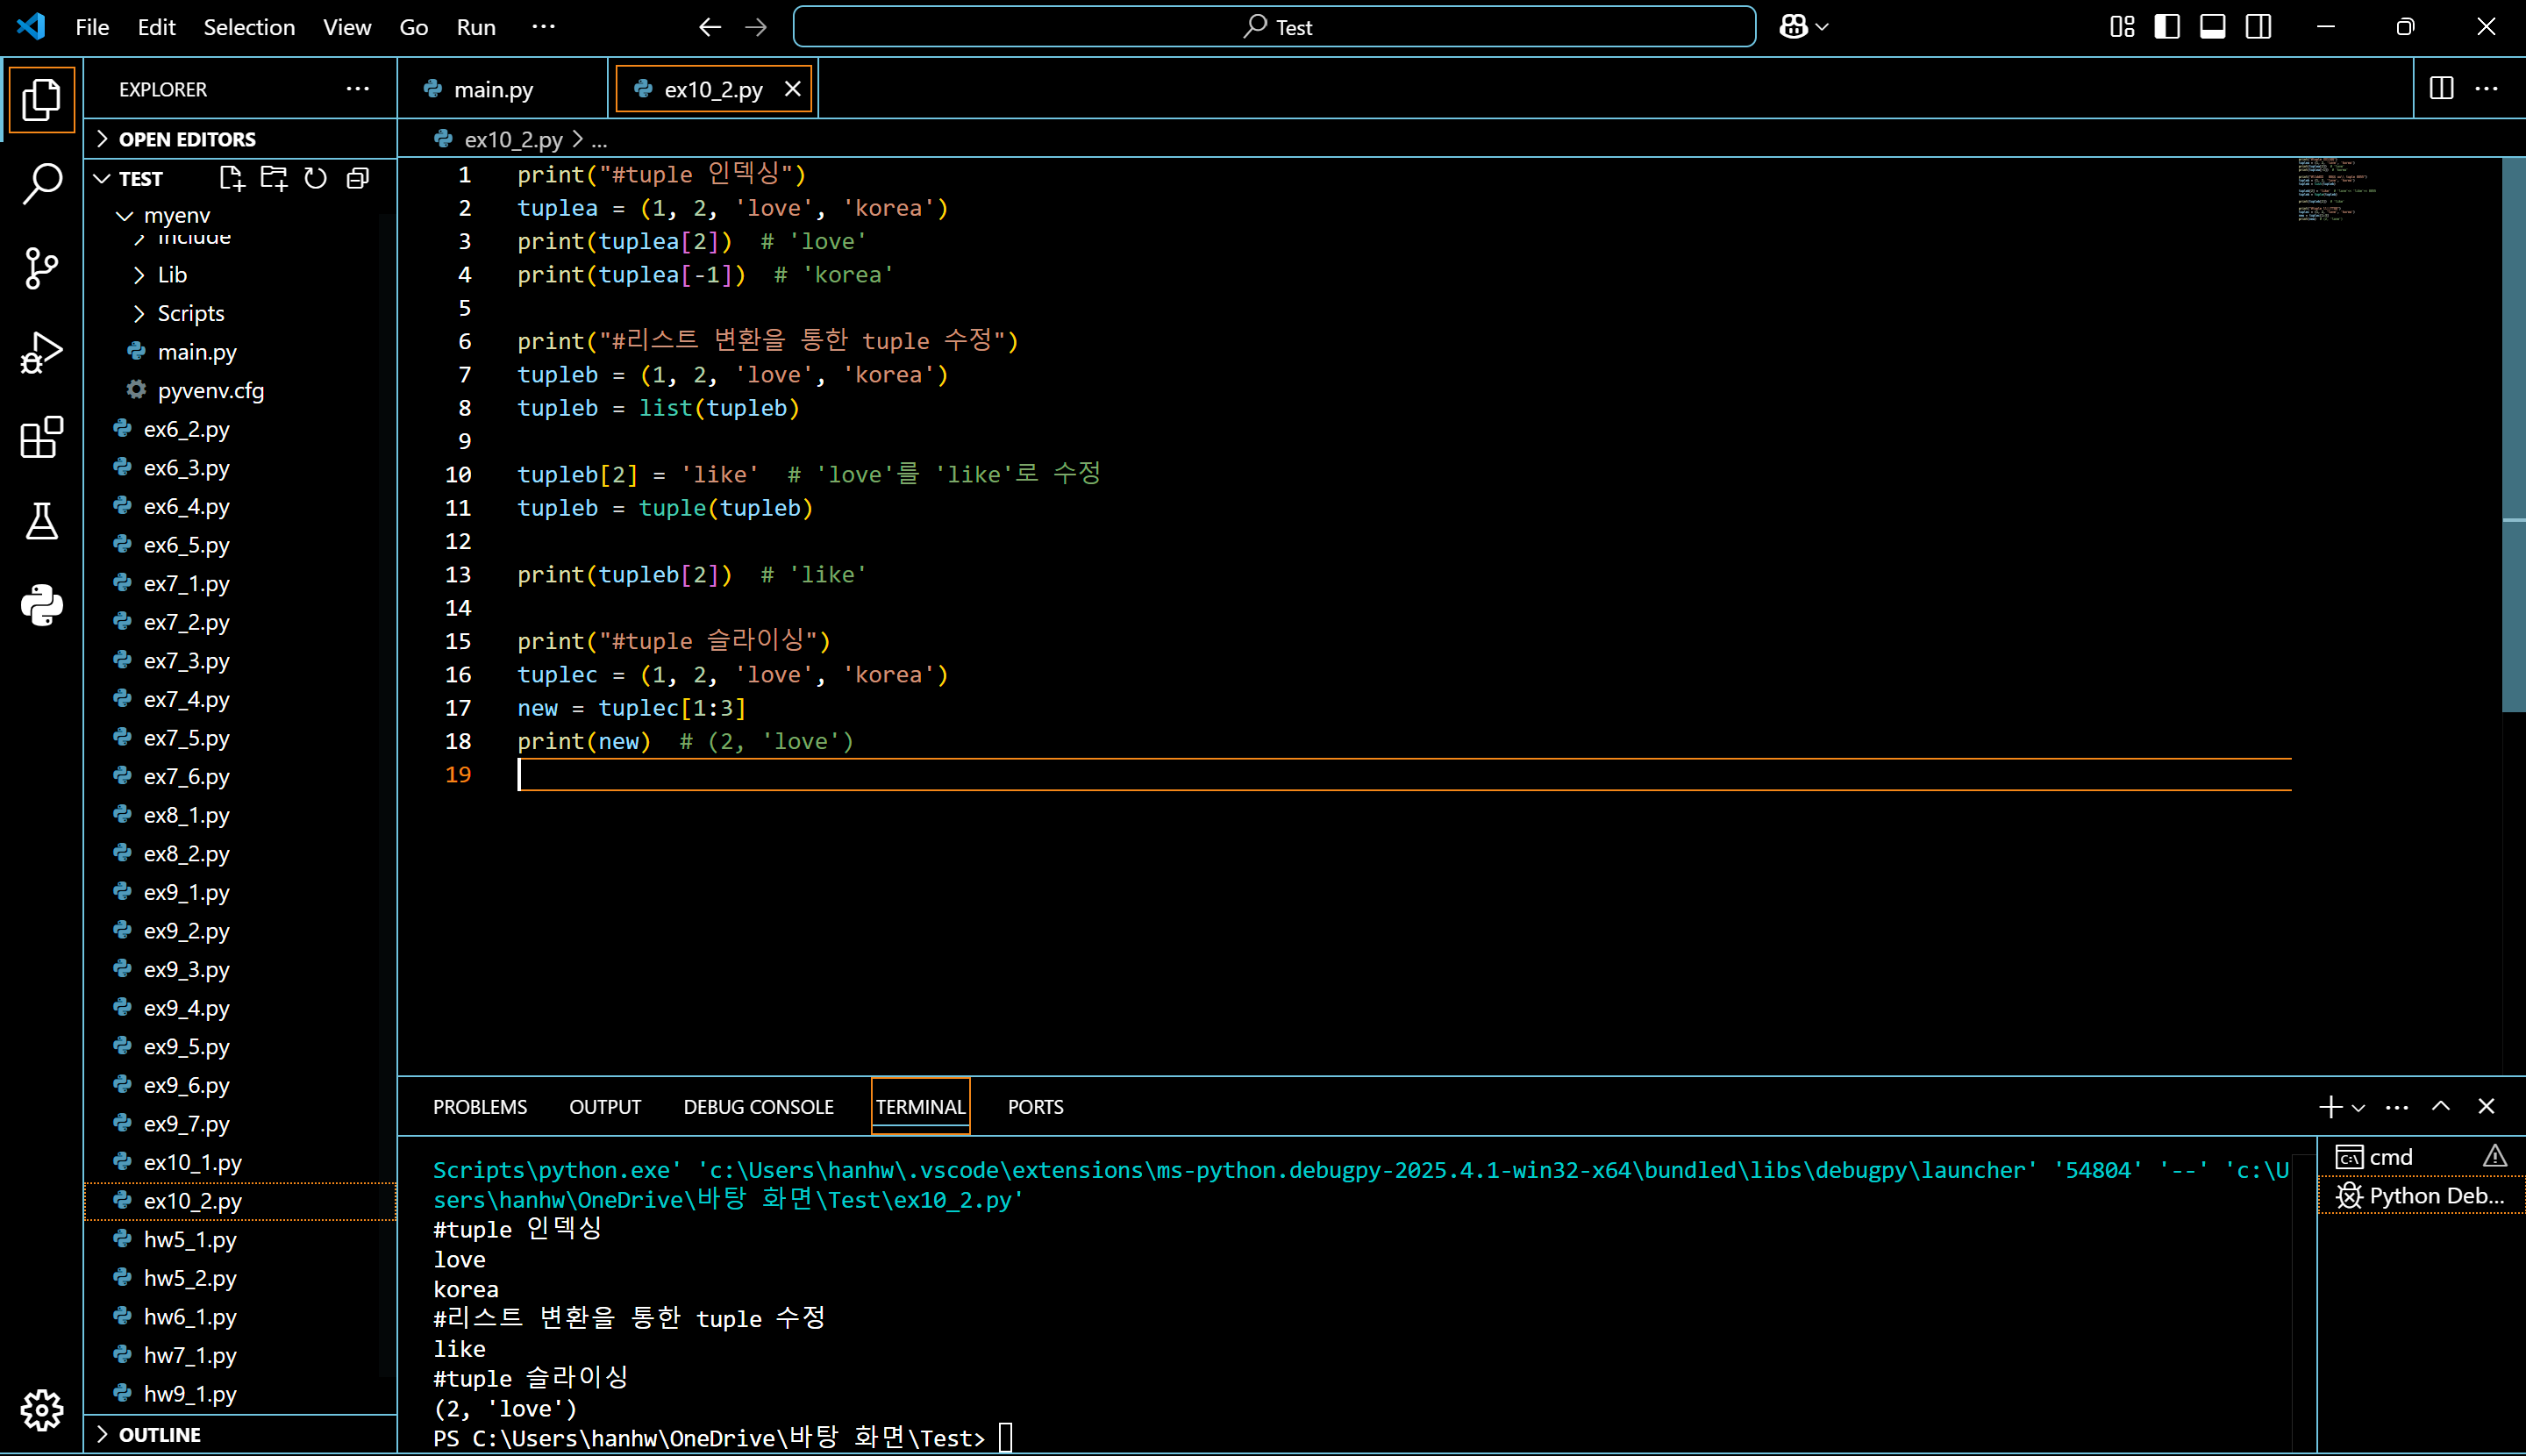 File Edit Selection View Go Run ···
Test
EXPLORER ···
OPEN EDITORS
TEST
myenv
Include
Lib
Scripts
main.py
pyvenv.cfg
ex6_2.py
ex6_3.py
ex6_4.py
ex6_5.py
ex7_1.py
ex7_2.py
ex7_3.py
ex7_4.py
ex7_5.py
ex7_6.py
ex8_1.py
ex8_2.py
ex9_1.py
ex9_2.py
ex9_3.py
ex9_4.py
ex9_5.py
ex9_6.py
ex9_7.py
ex10_1.py
ex10_2.py
hw5_1.py
hw5_2.py
hw6_1.py
hw7_1.py
hw9_1.py
OUTLINE
main.py ex10_2.py
ex10_2.py > ...
1 print("#tuple 인덱싱")
2 tuplea = (1, 2, 'love', 'korea')
3 print(tuplea[2])  # 'love'
4 print(tuplea[-1])  # 'korea'
5
6 print("#리스트 변환을 통한 tuple 수정")
7 tupleb = (1, 2, 'love', 'korea')
8 tupleb = list(tupleb)
9
10 tupleb[2] = 'like'  # 'love'를 'like'로 수정
11 tupleb = tuple(tupleb)
12
13 print(tupleb[2])  # 'like'
14
15 print("#tuple 슬라이싱")
16 tuplec = (1, 2, 'love', 'korea')
17 new = tuplec[1:3]
18 print(new)  # (2, 'love')
19
PROBLEMS OUTPUT DEBUG CONSOLE TERMINAL PORTS
Scripts\python.exe' 'c:\Users\hanhw\.vscode\extensions\ms-python.debugpy-2025.4.1-win32-x64\bundled\libs\debugpy\launcher' '54804' '--' 'c:\U
sers\hanhw\OneDrive\바탕 화면\Test\ex10_2.py'
#tuple 인덱싱
love
korea
#리스트 변환을 통한 tuple 수정
like
#tuple 슬라이싱
(2, 'love')
PS C:\Users\hanhw\OneDrive\바탕 화면\Test>
cmd
Python Deb...